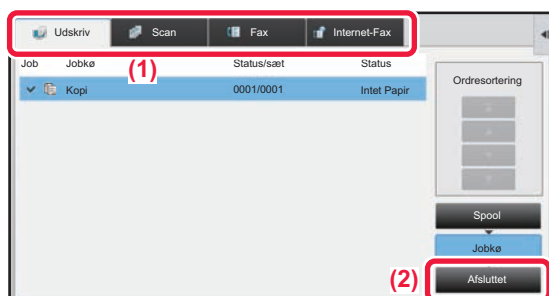 Udskriv Scan Fax Internet-Fax
Job Jobkø Status/sæt Status
(1)
Kopi 0001/0001 Intet Papir
Ordresortering
Spool
Jobkø
(2)
Afsluttet